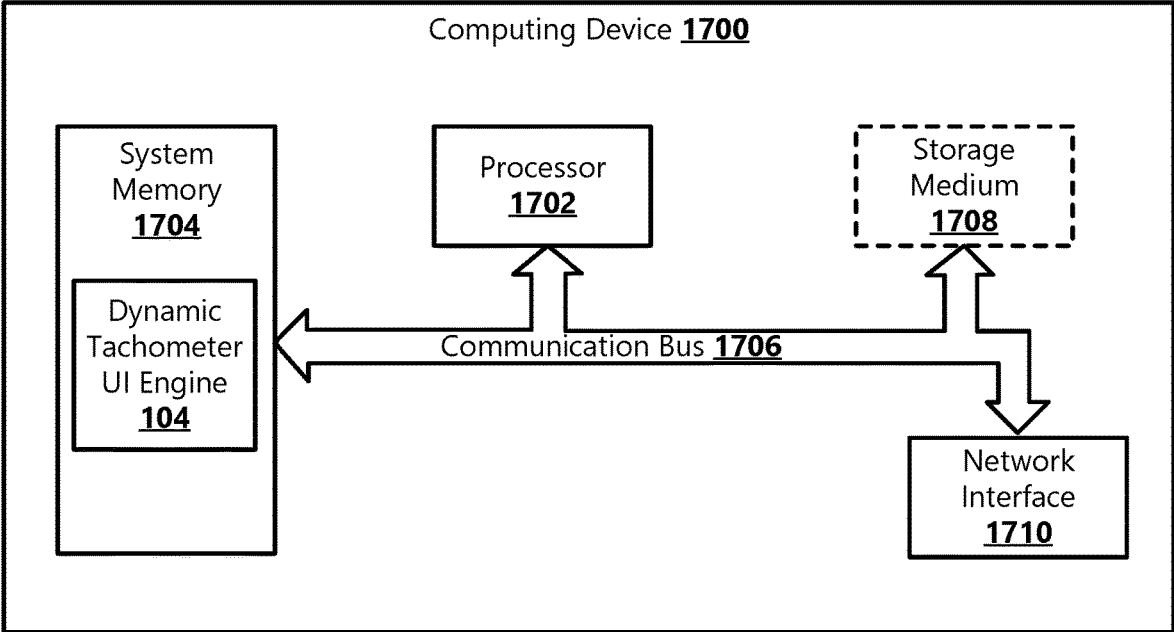 Computing Device 1700
System
Memory
1704
Dynamic
Tachometer
UI Engine
104
Processor
1702
Storage
Medium
1708
Communication Bus 1706
Network
Interface
1710